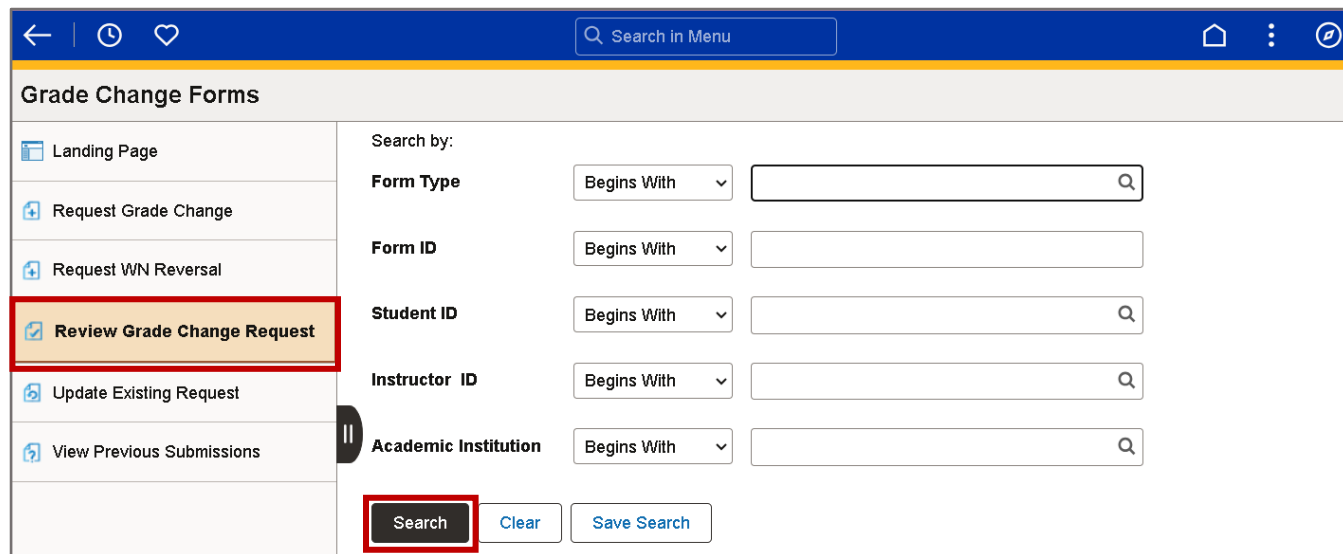 Search in Menu
Grade Change Forms
Landing Page
Request Grade Change
Request WN Reversal
Review Grade Change Request
Update Existing Request
View Previous Submissions
Search by:
Form Type Begins With
Form ID Begins With
Student ID Begins With
Instructor ID Begins With
Academic Institution Begins With
Search Clear Save Search